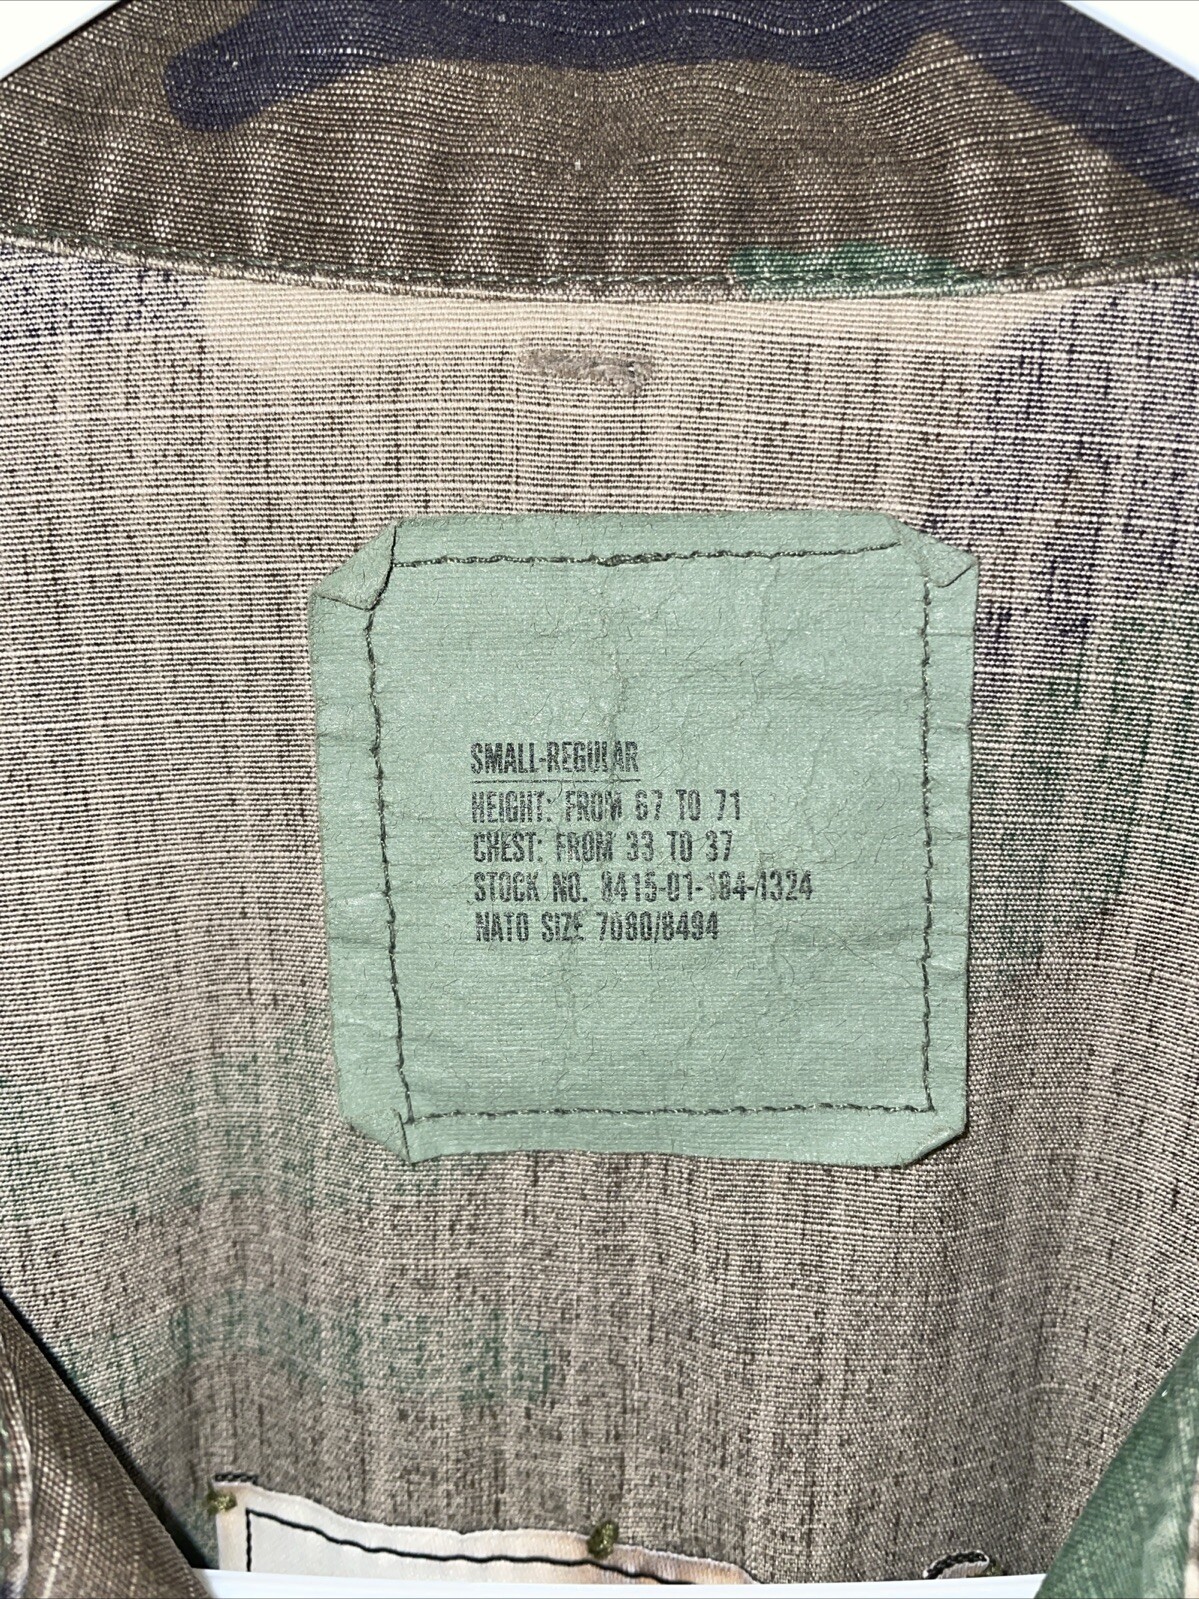 SMALL-REGULAR
HEIGHT: FROM 67 TO 71
CHEST: FROM 33 TO 37
STOCK NO. 8415-01-184-1324
NATO SIZE 7080/8494